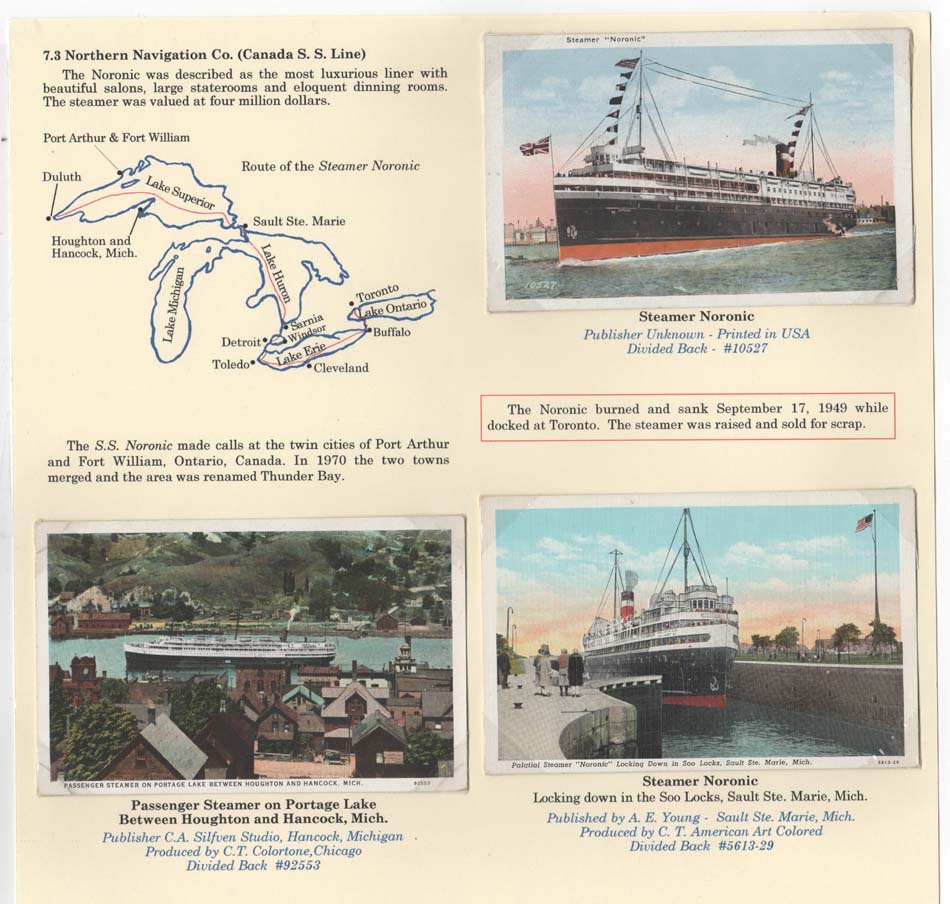 7.3 Northern Navigation Co. (Canada S. S. Line)
The Noronic was described as the most luxurious liner with
beautiful salons, large staterooms and eloquent dinning rooms.
The steamer was valued at four million dollars.
Port Arthur & Fort William
Route of the Steamer Noronic
Duluth
Lake Superior
Sault Ste. Marie
Houghton and
Hancock, Mich.
Lake Michigan
Lake Huron
Toronto
Lake Ontario
Sarnia
Windsor
Detroit
Buffalo
Lake Erie
Toledo
Cleveland
Steamer "Noronic"
10527
Steamer Noronic
Publisher Unknown - Printed in USA
Divided Back - #10527
The Noronic burned and sank September 17, 1949 while
docked at Toronto. The steamer was raised and sold for scrap.
The S.S. Noronic made calls at the twin cities of Port Arthur
and Fort William, Ontario, Canada. In 1970 the two towns
merged and the area was renamed Thunder Bay.
PASSENGER STEAMER ON PORTAGE LAKE BETWEEN HOUGHTON AND HANCOCK, MICH.
92553
Passenger Steamer on Portage Lake
Between Houghton and Hancock, Mich.
Publisher C.A. Silfven Studio, Hancock, Michigan
Produced by C.T. Colortone,Chicago
Divided Back #92553
Palatial Steamer "Noronic" Locking Down in Soo Locks, Sault Ste. Marie, Mich.
5613-29
Steamer Noronic
Locking down in the Soo Locks, Sault Ste. Marie, Mich.
Published by A. E. Young - Sault Ste. Marie, Mich.
Produced by C. T. American Art Colored
Divided Back #5613-29